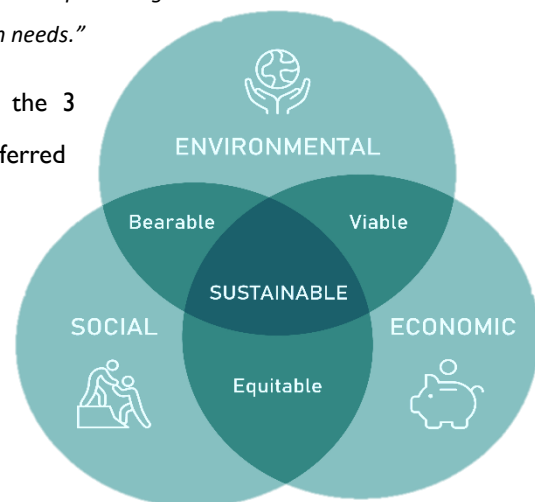 n needs.”
the 3
ferred
ENVIRONMENTAL
Bearable
Viable
SUSTAINABLE
SOCIAL
ECONOMIC
Equitable